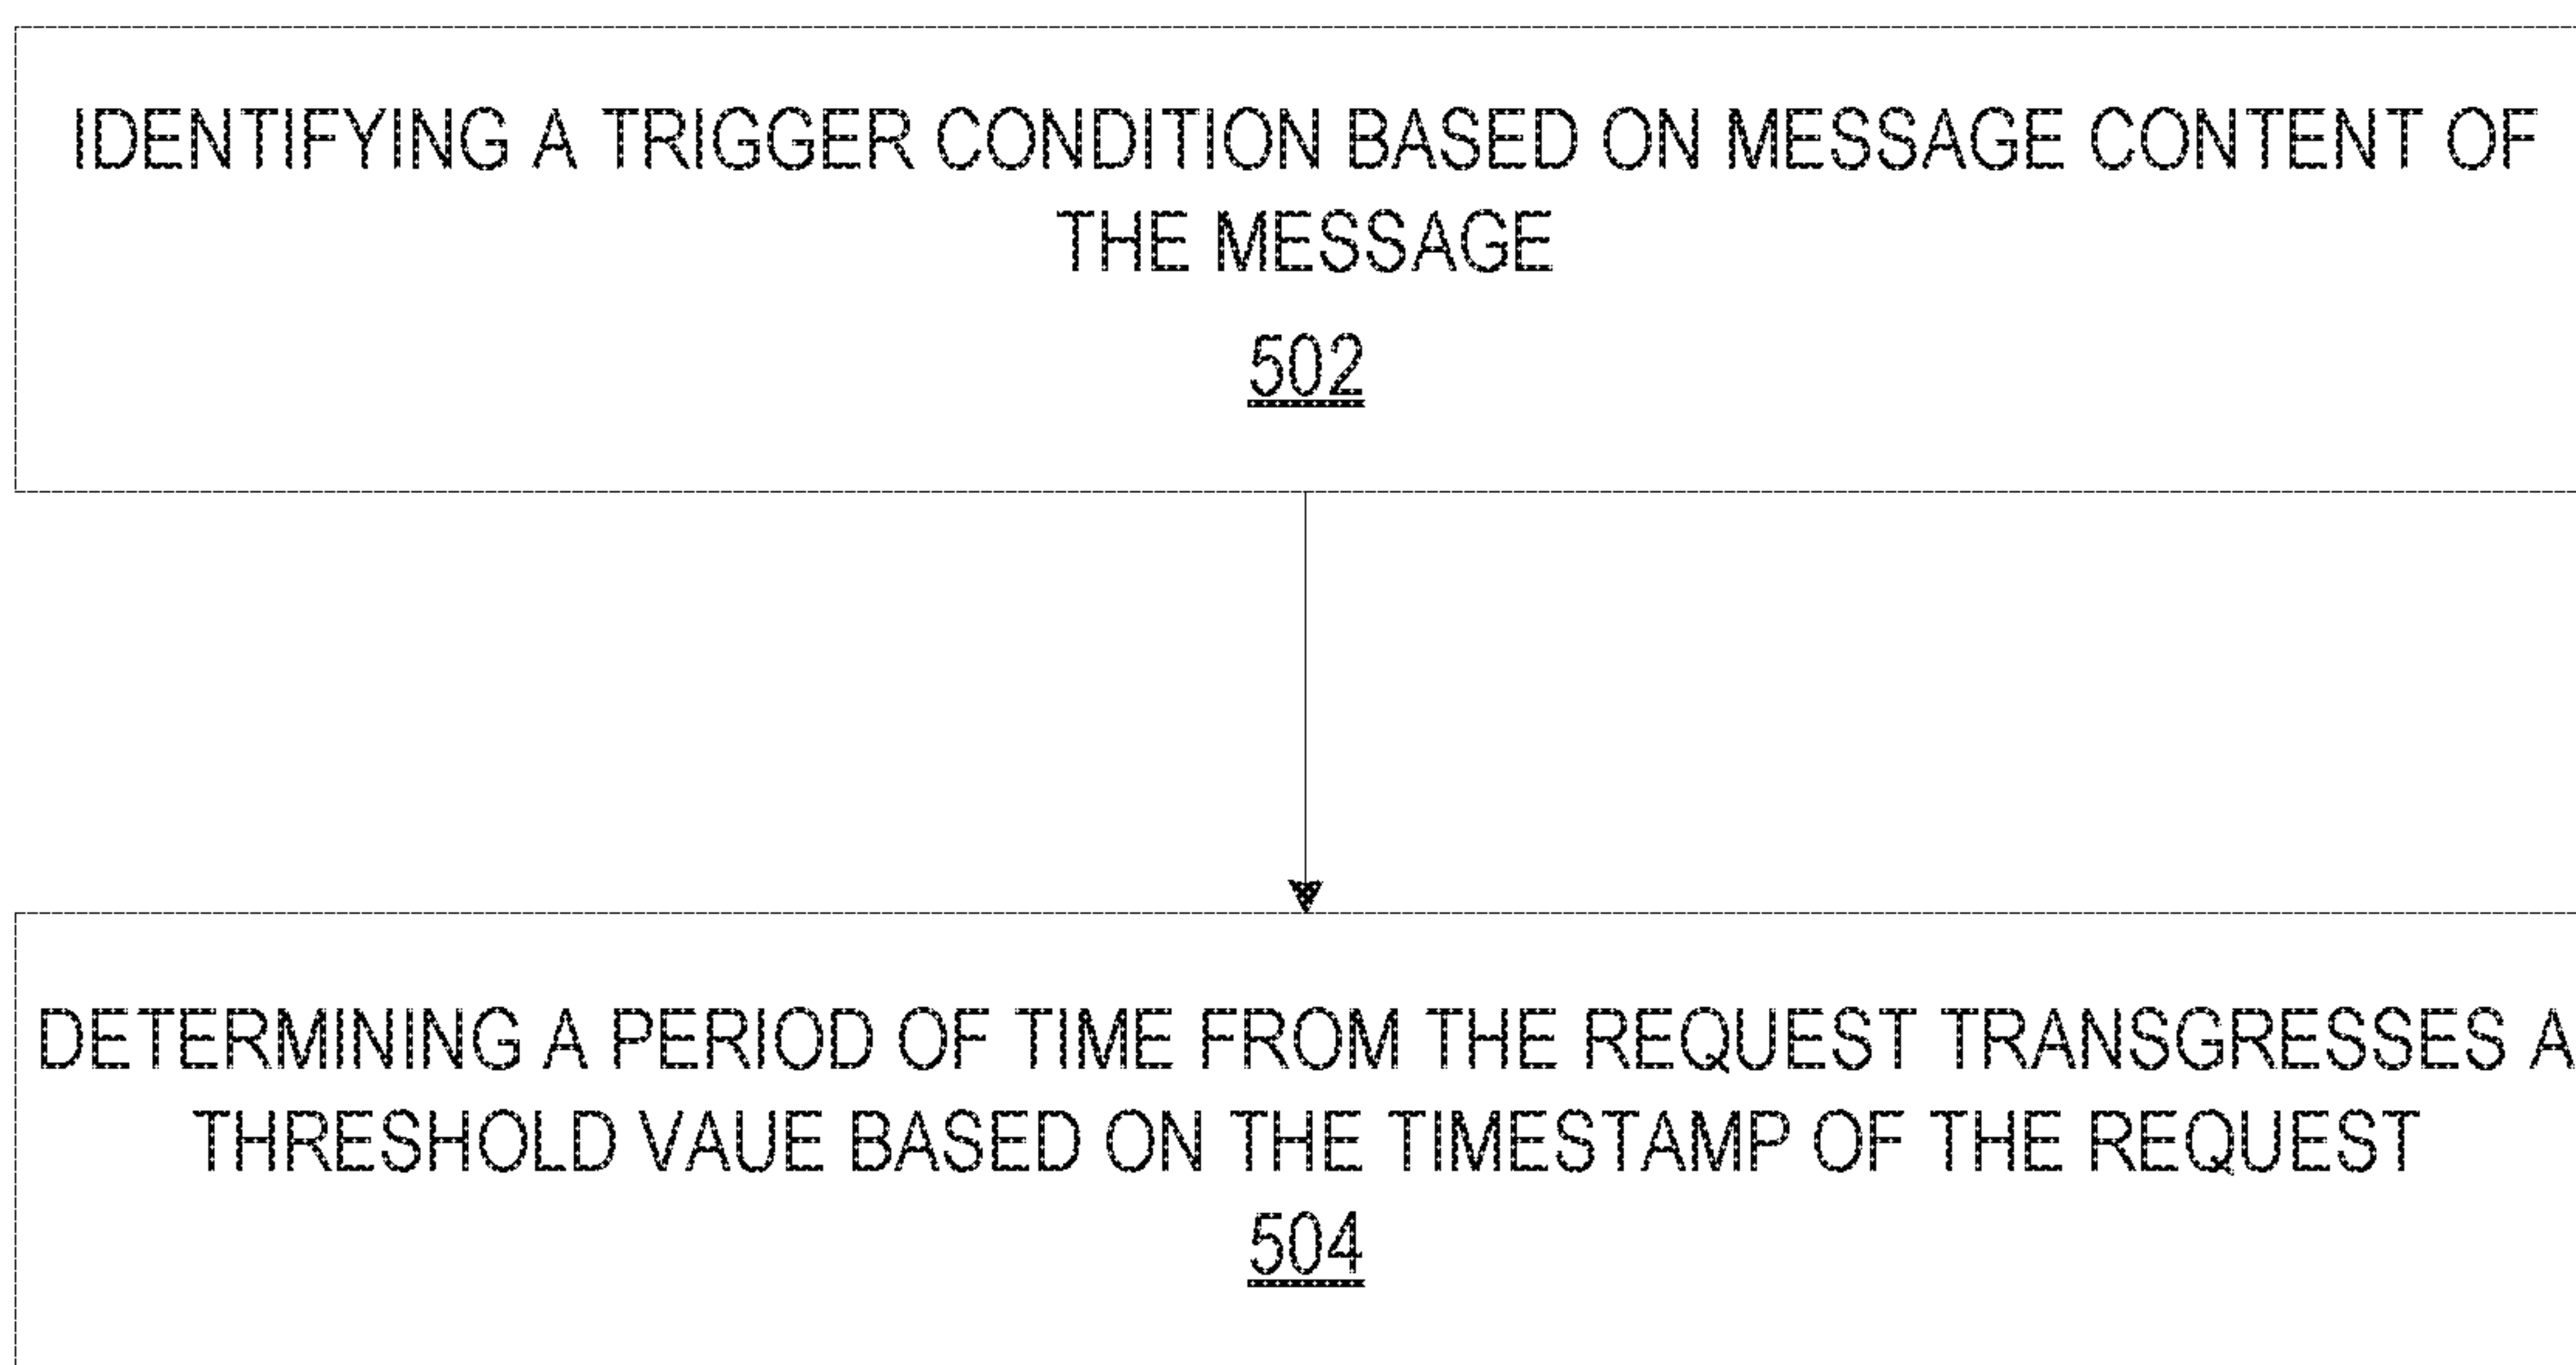 IDENTIFYING A TRIGGER CONDITION BASED ON MESSAGE CONTENT OF
THE MESSAGE
502
DETERMINING A PERIOD OF TIME FROM THE REQUEST TRANSGRESSES A
THRESHOLD VAUE BASED ON THE TIMESTAMP OF THE REQUEST
504